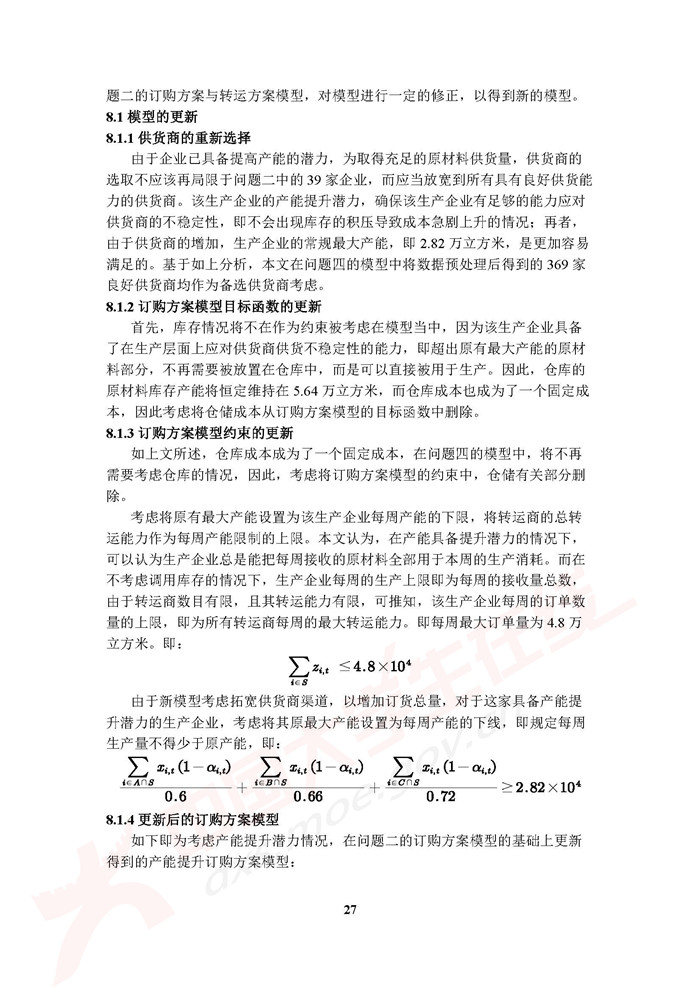 题二的订购方案与转运方案模型，对模型进行一定的修正，以得到新的模型。
8.1 模型的更新
8.1.1 供货商的重新选择
由于企业已具备提高产能的潜力，为取得充足的原材料供货量，供货商的
选取不应该再局限于问题二中的 39 家企业，而应当放宽到所有具有良好供货能
力的供货商。该生产企业的产能提升潜力，确保该生产企业有足够的能力应对
供货商的不稳定性，即不会出现库存的积压导致成本急剧上升的情况；再者，
由于供货商的增加，生产企业的常规最大产能，即 2.82 万立方米，是更加容易
满足的。基于如上分析，本文在问题四的模型中将数据预处理后得到的 369 家
良好供货商均作为备选供货商考虑。
8.1.2 订购方案模型目标函数的更新
首先，库存情况将不在作为约束被考虑在模型当中，因为该生产企业具备
了在生产层面上应对供货商供货不稳定性的能力，即超出原有最大产能的原材
料部分，不再需要被放置在仓库中，而是可以直接被用于生产。因此，仓库的
原材料库存产能将恒定维持在 5.64 万立方米，而仓库成本也成为了一个固定成
本，因此考虑将仓储成本从订购方案模型的目标函数中删除。
8.1.3 订购方案模型约束的更新
如上文所述，仓库成本成为了一个固定成本，在问题四的模型中，将不再
需要考虑仓库的情况，因此，考虑将订购方案模型的约束中，仓储有关部分删
除。
考虑将原有最大产能设置为该生产企业每周产能的下限，将转运商的总转
运能力作为每周产能限制的上限。本文认为，在产能具备提升潜力的情况下，
可以认为生产企业总是能把每周接收的原材料全部用于本周的生产消耗。而在
不考虑调用库存的情况下，生产企业每周的生产上限即为每周的接收量总数，
由于转运商数目有限，且其转运能力有限，可推知，该生产企业每周的订单数
量的上限，即为所有转运商每周的最大转运能力。即每周最大订单量为 4.8 万
立方米。即：
∑_{i∈S} z_{i,t} ≤4.8×10⁴
由于新模型考虑拓宽供货商渠道，以增加订货总量，对于这家具备产能提
升潜力的生产企业，考虑将其原最大产能设置为每周产能的下线，即规定每周
生产量不得少于原产能，即：
∑_{i∈A∩S} x_{i,t}(1−α_{i,t})/0.6 + ∑_{i∈B∩S} x_{i,t}(1−α_{i,t})/0.66 + ∑_{i∈C∩S} x_{i,t}(1−α_{i,t})/0.72 ≥2.82×10⁴
8.1.4 更新后的订购方案模型
如下即为考虑产能提升潜力情况，在问题二的订购方案模型的基础上更新
得到的产能提升订购方案模型：
27